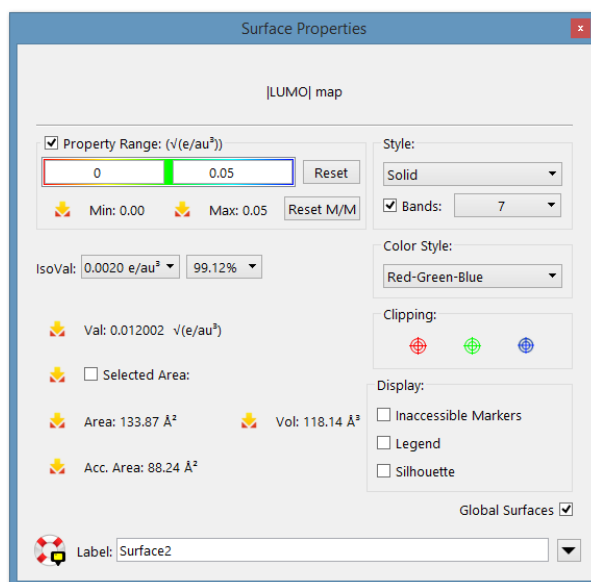 Surface Properties
x
|LUMO| map
Property Range: (√(e/au³))
0 0.05 Reset
Min: 0.00 Max: 0.05 Reset M/M
Style:
Solid
Bands: 7
IsoVal: 0.0020 e/au³ 99.12%
Color Style:
Red-Green-Blue
Val: 0.012002 √(e/au³)
Clipping:
Selected Area:
Area: 133.87 Å² Vol: 118.14 Å³
Acc. Area: 88.24 Å²
Display:
Inaccessible Markers
Legend
Silhouette
Global Surfaces
Label: Surface2